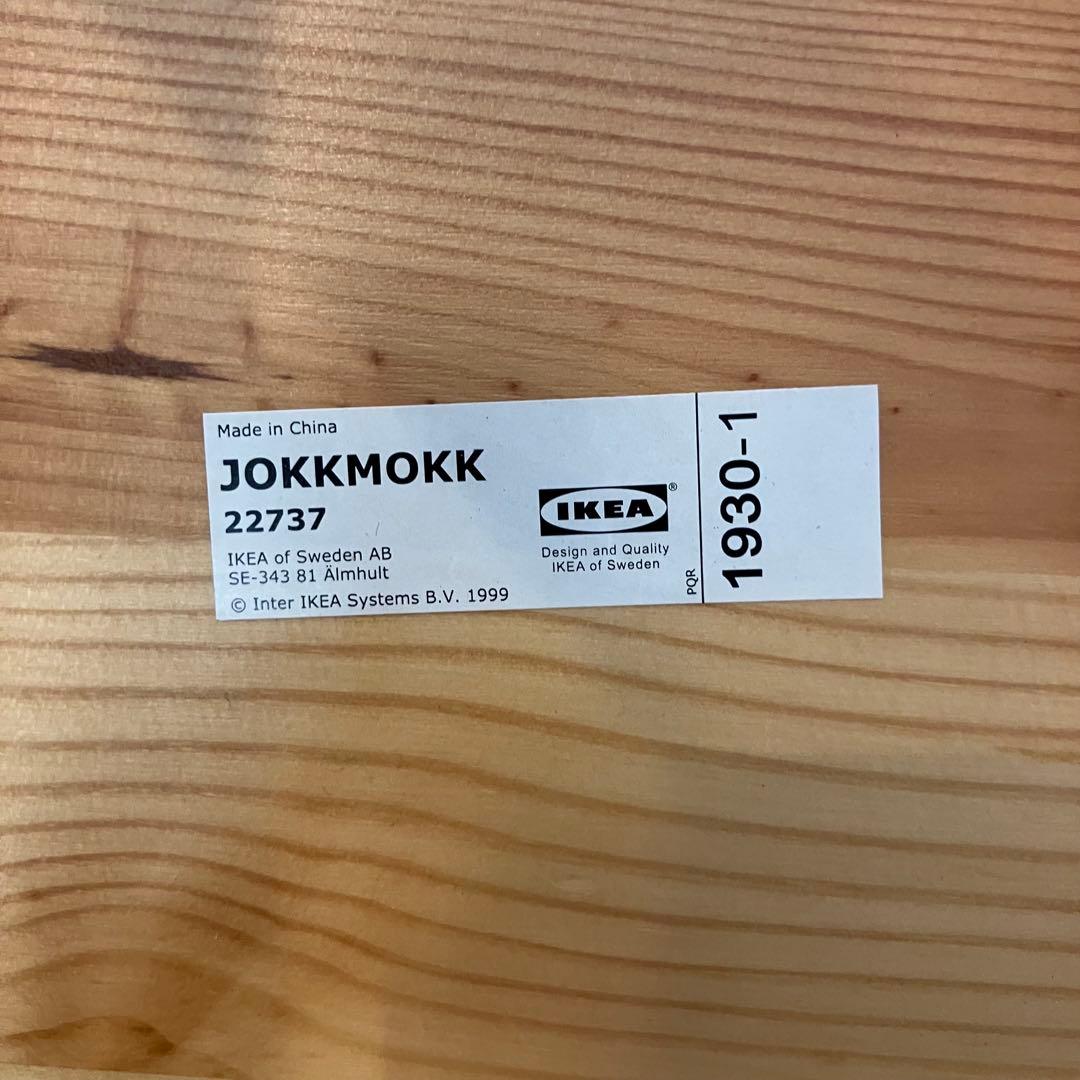 Made in China
JOKKMOKK
22737
IKEA of Sweden AB
SE-343 81 Älmhult
© Inter IKEA Systems B.V. 1999
IKEA®
Design and Quality
IKEA of Sweden
PQR
1930-1